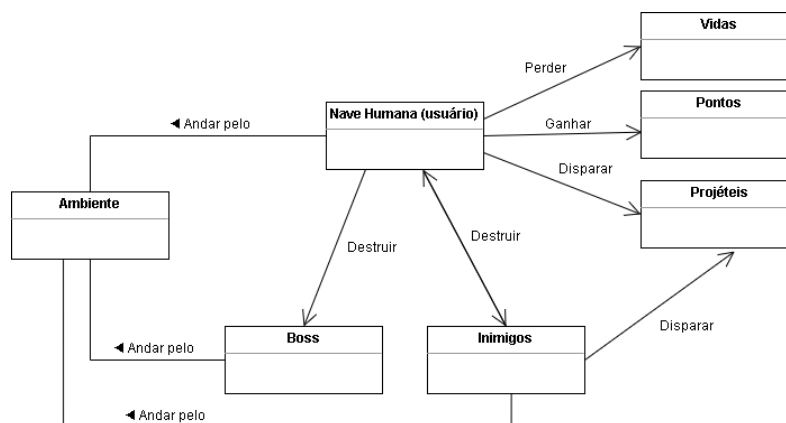 Vidas
Perder
Pontos
Nave Humana (usuário)
Ganhar
◄ Andar pelo
Disparar
Projéteis
Ambiente
Destruir
Destruir
Disparar
Boss
Inimigos
◄ Andar pelo
◄ Andar pelo